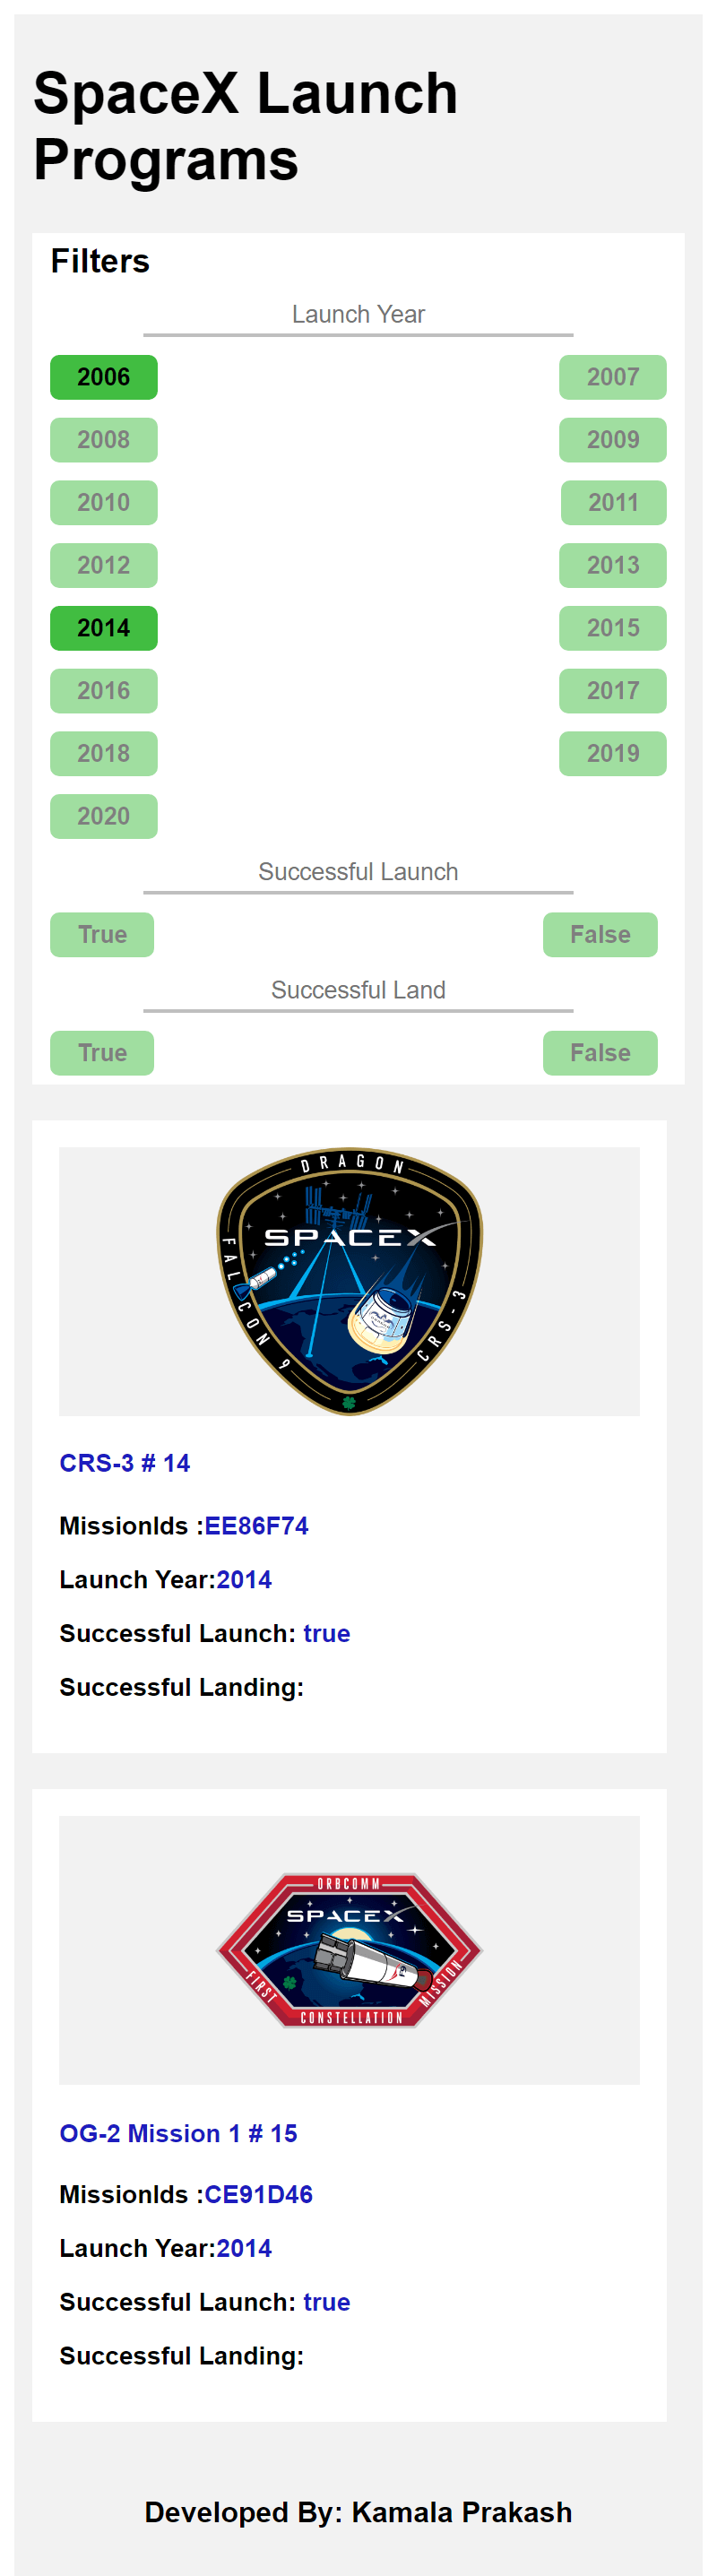 SpaceX Launch
Programs
Filters
Launch Year
2006 2007
2008 2009
2010 2011
2012 2013
2014 2015
2016 2017
2018 2019
2020
Successful Launch
True False
Successful Land
True False
DRAGON
SPACEX
FALCON 9
CRS-3
CRS-3 # 14
MissionIds :EE86F74
Launch Year:2014
Successful Launch: true
Successful Landing:
ORBCOMM
SPACEX
FIRST
CONSTELLATION
MISSION
OG-2 Mission 1 # 15
MissionIds :CE91D46
Launch Year:2014
Successful Launch: true
Successful Landing:
Developed By: Kamala Prakash